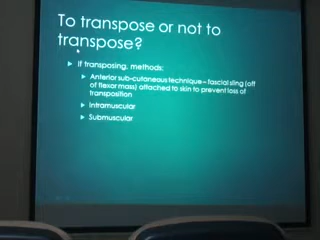 To transpose or not to
transpose?
If transposing, methods:
Anterior sub-cutaneous technique – fascial sling (off
of flexor mass) attached to skin to prevent loss of
transposition
Intramuscular
Submuscular